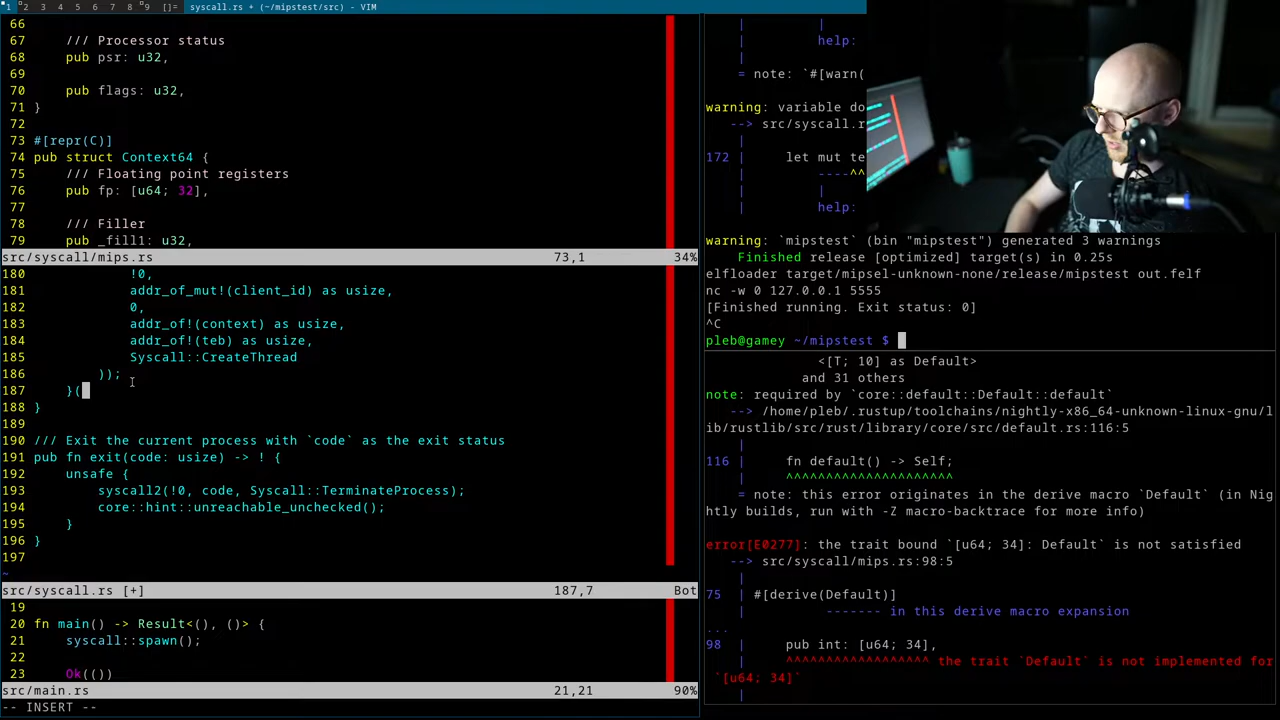 1 2 3 4 5 6 7 8 9 []= syscall.rs + (~/mipstest/src) - VIM
66
67     /// Processor status
68     pub psr: u32,
69
70     pub flags: u32,
71 }
72
73 #[repr(C)]
74 pub struct Context64 {
75     /// Floating point registers
76     pub fp: [u64; 32],
77
78     /// Filler
79     pub _fill1: u32,
src/syscall/mips.rs 73,1 34%
180             !0,
181             addr_of_mut!(client_id) as usize,
182             0,
183             addr_of!(context) as usize,
184             addr_of!(teb) as usize,
185             Syscall::CreateThread
186         ));
187     }(
188 }
189
190 /// Exit the current process with `code` as the exit status
191 pub fn exit(code: usize) -> ! {
192     unsafe {
193         syscall2(!0, code, Syscall::TerminateProcess);
194         core::hint::unreachable_unchecked();
195     }
196 }
197
~
src/syscall.rs [+] 187,7 Bot
19
20 fn main() -> Result<(), ()> {
21     syscall::spawn();
22
23     Ok(())
src/main.rs 21,21 90%
-- INSERT --
|
| help:
|
= note: `#[warn(
warning: variable do
--> src/syscall.r
|
172 | let mut te
| ----^^
| |
| help:
warning: `mipstest` (bin "mipstest") generated 3 warnings
Finished release [optimized] target(s) in 0.25s
elfloader target/mipsel-unknown-none/release/mipstest out.felf
nc -w 0 127.0.0.1 5555
[Finished running. Exit status: 0]
^C
pleb@gamey ~/mipstest $
<[T; 10] as Default>
and 31 others
note: required by `core::default::Default::default`
--> /home/pleb/.rustup/toolchains/nightly-x86_64-unknown-linux-gnu/l
ib/rustlib/src/rust/library/core/src/default.rs:116:5
|
116 | fn default() -> Self;
| ^^^^^^^^^^^^^^^^^^^^^
= note: this error originates in the derive macro `Default` (in Nig
htly builds, run with -Z macro-backtrace for more info)
error[E0277]: the trait bound `[u64; 34]: Default` is not satisfied
--> src/syscall/mips.rs:98:5
|
75 | #[derive(Default)]
| ------- in this derive macro expansion
...
98 | pub int: [u64; 34],
| ^^^^^^^^^^^^^^^^^^ the trait `Default` is not implemented for
`[u64; 34]`
|